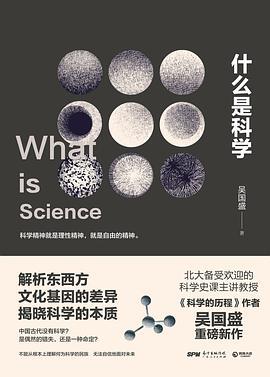 什么是科学
What
is
Science
吴国盛 著
科学精神就是理性精神，就是自由的精神。
解析东西方
文化基因的差异
揭晓科学的本质
中国古代没有科学？
是偶然的错失，还是一种命定？
不能从根本上理解何为科学的民族 无法自信地面对未来
北大备受欢迎的
科学史课主讲教授
《科学的历程》作者
吴国盛
重磅新作